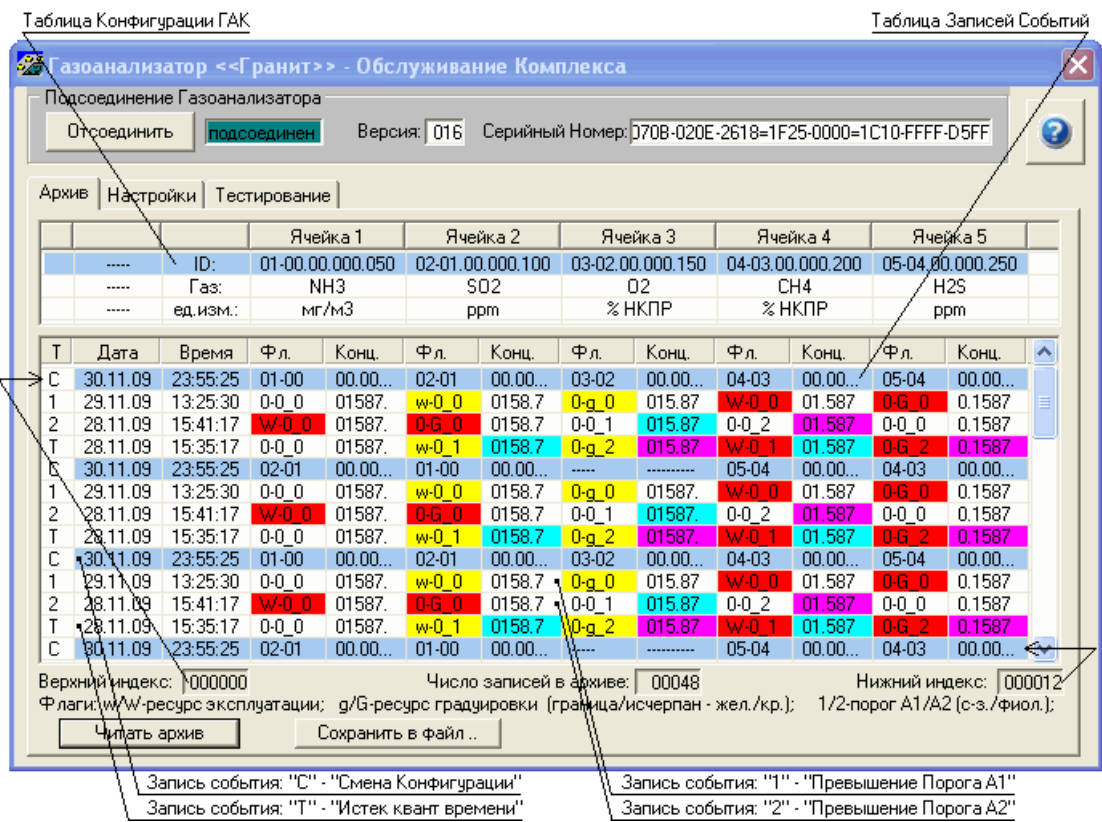 Таблица Конфигурации ГАК Таблица Записей Событий
Газоанализатор <<Гранит>> - Обслуживание Комплекса
Подсоединение Газоанализатора
Отсоединить подсоединен Версия: 016 Серийный Номер: 070B-020E-2618=1F25-0000=1C10-FFFF-D5FF
Архив Настройки Тестирование
Ячейка 1 Ячейка 2 Ячейка 3 Ячейка 4 Ячейка 5
----- ID: 01-00.00.000.050 02-01.00.000.100 03-02.00.000.150 04-03.00.000.200 05-04.00.000.250
----- Газ: NH3 SO2 O2 CH4 H2S
----- ед.изм.: мг/м3 ppm % НКПР % НКПР ppm
Т Дата Время Фл. Конц. Фл. Конц. Фл. Конц. Фл. Конц. Фл. Конц.
С 30.11.09 23:55:25 01-00 00.00... 02-01 00.00... 03-02 00.00... 04-03 00.00... 05-04 00.00...
1 29.11.09 13:25:30 0-0_0 01587. w-0_0 0158.7 0-g_0 015.87 W-0_0 01.587 0-G_0 0.1587
2 28.11.09 15:41:17 W-0_0 01587. 0-G_0 0158.7 0-0_1 015.87 0-0_2 01.587 0-0_0 0.1587
Т 28.11.09 15:35:17 0-0_0 01587. w-0_1 0158.7 0-g_2 015.87 W-0_1 01.587 0-G_2 0.1587
С 30.11.09 23:55:25 02-01 00.00... 01-00 00.00... ----- ---------- 05-04 00.00... 04-03 00.00...
1 29.11.09 13:25:30 0-0_0 01587. w-0_0 0158.7 0-g_0 01587. W-0_0 01.587 0-G_0 0.1587
2 28.11.09 15:41:17 W-0_0 01587. 0-G_0 0158.7 0-0_1 01587. 0-0_2 01.587 0-0_0 0.1587
Т 28.11.09 15:35:17 0-0_0 01587. w-0_1 0158.7 0-g_2 01587. W-0_1 01.587 0-G_2 0.1587
С 30.11.09 23:55:25 01-00 00.00... 02-01 00.00... 03-02 00.00... 04-03 00.00... 05-04 00.00...
1 29.11.09 13:25:30 0-0_0 01587. w-0_0 0158.7 0-g_0 015.87 W-0_0 01.587 0-G_0 0.1587
2 28.11.09 15:41:17 W-0_0 01587. 0-G_0 0158.7 0-0_1 015.87 0-0_2 01.587 0-0_0 0.1587
Т 28.11.09 15:35:17 0-0_0 01587. w-0_1 0158.7 0-g_2 015.87 W-0_1 01.587 0-G_2 0.1587
С 30.11.09 23:55:25 02-01 00.00... 01-00 00.00... ----- ---------- 05-04 00.00... 04-03 00.00...
Верхний индекс: 000000 Число записей в архиве: 00048 Нижний индекс: 000012
Флаги: w/W-ресурс эксплуатации; g/G-ресурс градуировки (граница/исчерпан - жел./кр.); 1/2-порог А1/А2 (с-з./фиол.);
Читать архив Сохранить в файл ..
Запись события: "С" - "Смена Конфигурации" Запись события: "1" - "Превышение Порога А1"
Запись события: "Т" - "Истек квант времени" Запись события: "2" - "Превышение Порога А2"